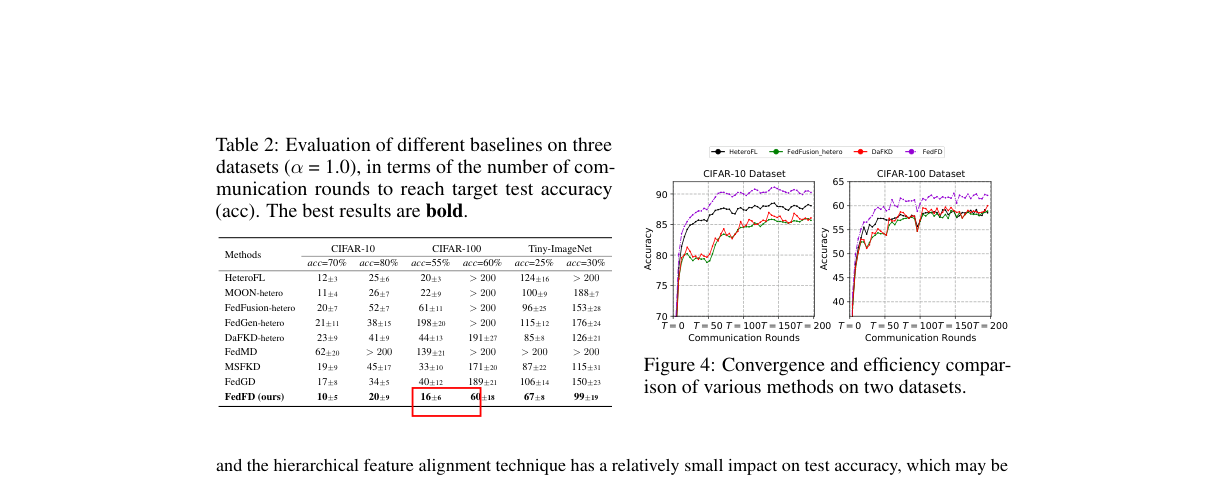 Table 2: Evaluation of different baselines on three
datasets (α = 1.0), in terms of the number of com-
munication rounds to reach target test accuracy
(acc). The best results are bold.
Methods CIFAR-10 CIFAR-100 Tiny-ImageNet
acc=70% acc=80% acc=55% acc=60% acc=25% acc=30%
HeteroFL 12±3 25±6 20±3 > 200 124±16 > 200
MOON-hetero 11±4 26±7 22±9 > 200 100±9 188±7
FedFusion-hetero 20±7 52±7 61±11 > 200 96±25 153±28
FedGen-hetero 21±11 38±15 198±20 > 200 115±12 176±24
DaFKD-hetero 23±9 41±9 44±13 191±27 85±8 126±21
FedMD 62±20 > 200 139±21 > 200 > 200 > 200
MSFKD 19±9 45±17 33±10 171±20 87±22 115±31
FedGD 17±8 34±5 40±12 189±21 106±14 150±23
FedFD (ours) 10±5 20±9 16±6 60±18 67±8 99±19
HeteroFL FedFusion_hetero DaFKD FedFD
CIFAR-10 Dataset
Accuracy
90
85
80
75
70
T = 0 T = 50 T = 100 T = 150 T = 200
Communication Rounds
CIFAR-100 Dataset
Accuracy
65
60
55
50
45
40
T = 0 T = 50 T = 100 T = 150 T = 200
Communication Rounds
Figure 4: Convergence and efficiency compar-
ison of various methods on two datasets.
and the hierarchical feature alignment technique has a relatively small impact on test accuracy, which may be